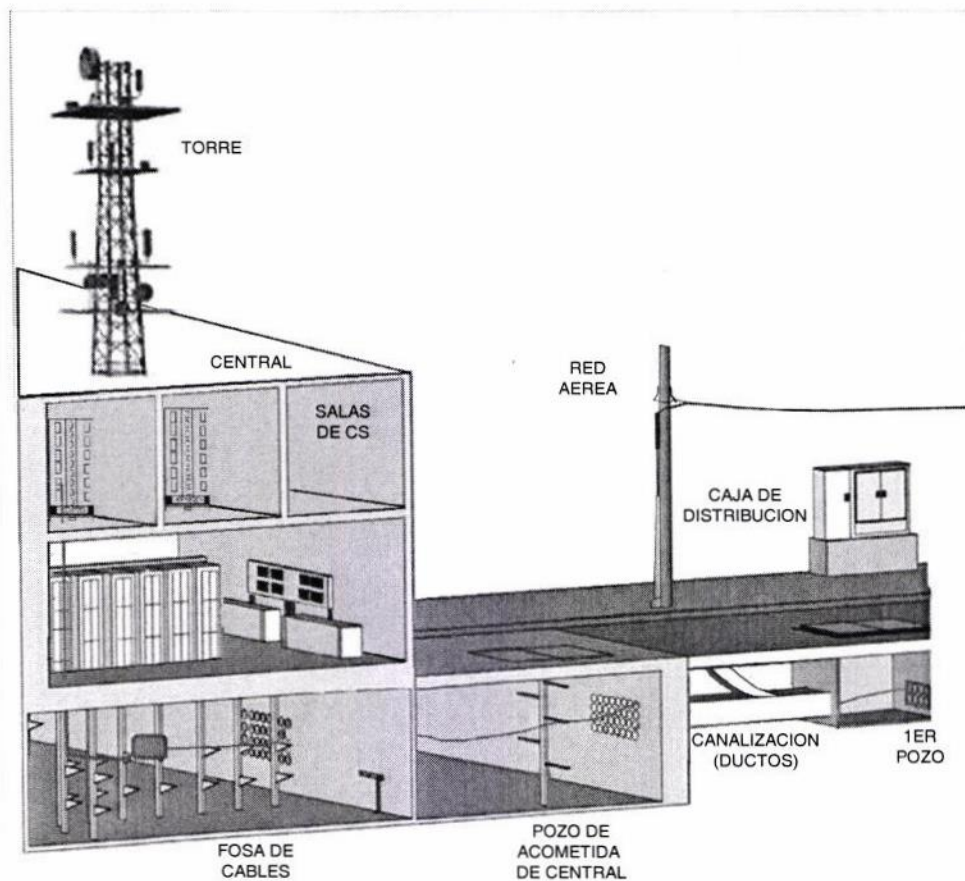 TORRE
CENTRAL
SALAS
DE CS
RED
AEREA
CAJA DE
DISTRIBUCION
CANALIZACION
(DUCTOS)
1ER
POZO
FOSA DE
CABLES
POZO DE
ACOMETIDA
DE CENTRAL